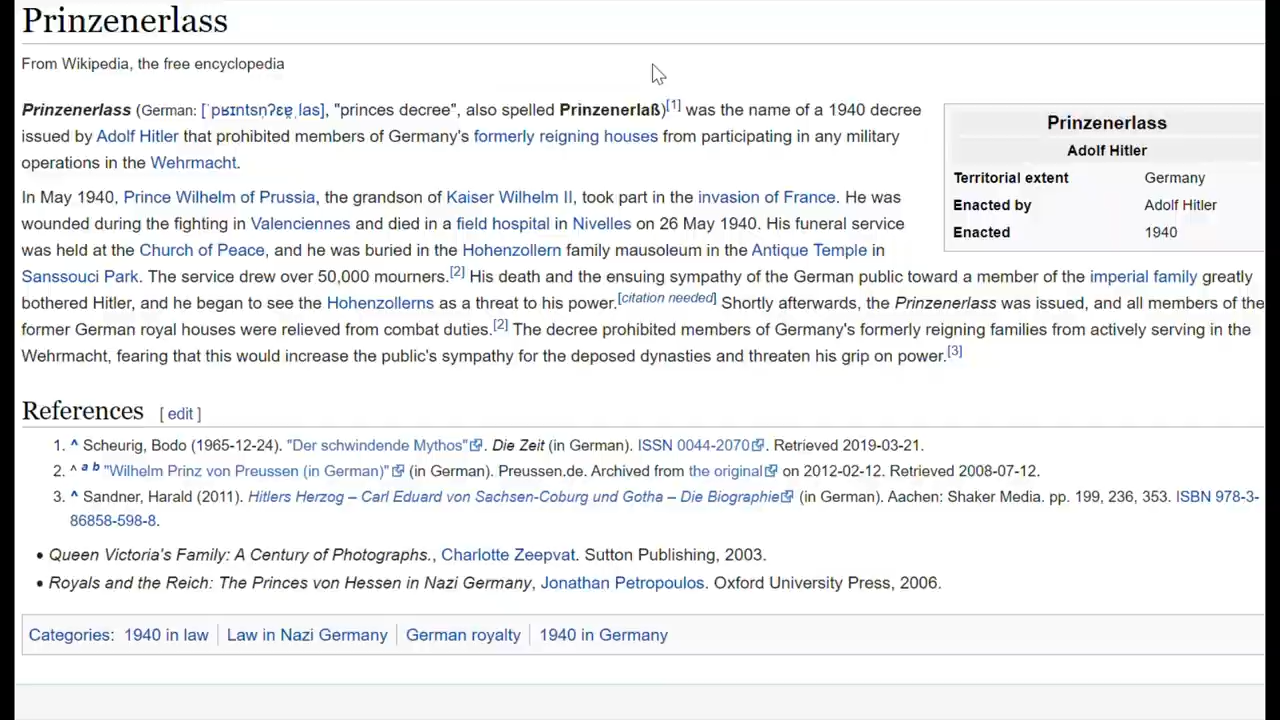 Prinzenerlass
From Wikipedia, the free encyclopedia
Prinzenerlass (German: [ˈpʁɪntsn̩ʔɛɐ̯ˌlas], "princes decree", also spelled Prinzenerlaß)[1] was the name of a 1940 decree
issued by Adolf Hitler that prohibited members of Germany's formerly reigning houses from participating in any military
operations in the Wehrmacht.
In May 1940, Prince Wilhelm of Prussia, the grandson of Kaiser Wilhelm II, took part in the invasion of France. He was
wounded during the fighting in Valenciennes and died in a field hospital in Nivelles on 26 May 1940. His funeral service
was held at the Church of Peace, and he was buried in the Hohenzollern family mausoleum in the Antique Temple in
Sanssouci Park. The service drew over 50,000 mourners.[2] His death and the ensuing sympathy of the German public toward a member of the imperial family greatly
bothered Hitler, and he began to see the Hohenzollerns as a threat to his power.[citation needed] Shortly afterwards, the Prinzenerlass was issued, and all members of the
former German royal houses were relieved from combat duties.[2] The decree prohibited members of Germany's formerly reigning families from actively serving in the
Wehrmacht, fearing that this would increase the public's sympathy for the deposed dynasties and threaten his grip on power.[3]
Prinzenerlass
Adolf Hitler
Territorial extent Germany
Enacted by Adolf Hitler
Enacted 1940
References [ edit ]
1. ^ Scheurig, Bodo (1965-12-24). "Der schwindende Mythos". Die Zeit (in German). ISSN 0044-2070. Retrieved 2019-03-21.
2. ^ a b "Wilhelm Prinz von Preussen (in German)" (in German). Preussen.de. Archived from the original on 2012-02-12. Retrieved 2008-07-12.
3. ^ Sandner, Harald (2011). Hitlers Herzog – Carl Eduard von Sachsen-Coburg und Gotha – Die Biographie (in German). Aachen: Shaker Media. pp. 199, 236, 353. ISBN 978-3-
86858-598-8.
• Queen Victoria's Family: A Century of Photographs., Charlotte Zeepvat. Sutton Publishing, 2003.
• Royals and the Reich: The Princes von Hessen in Nazi Germany, Jonathan Petropoulos. Oxford University Press, 2006.
Categories: 1940 in law | Law in Nazi Germany | German royalty | 1940 in Germany